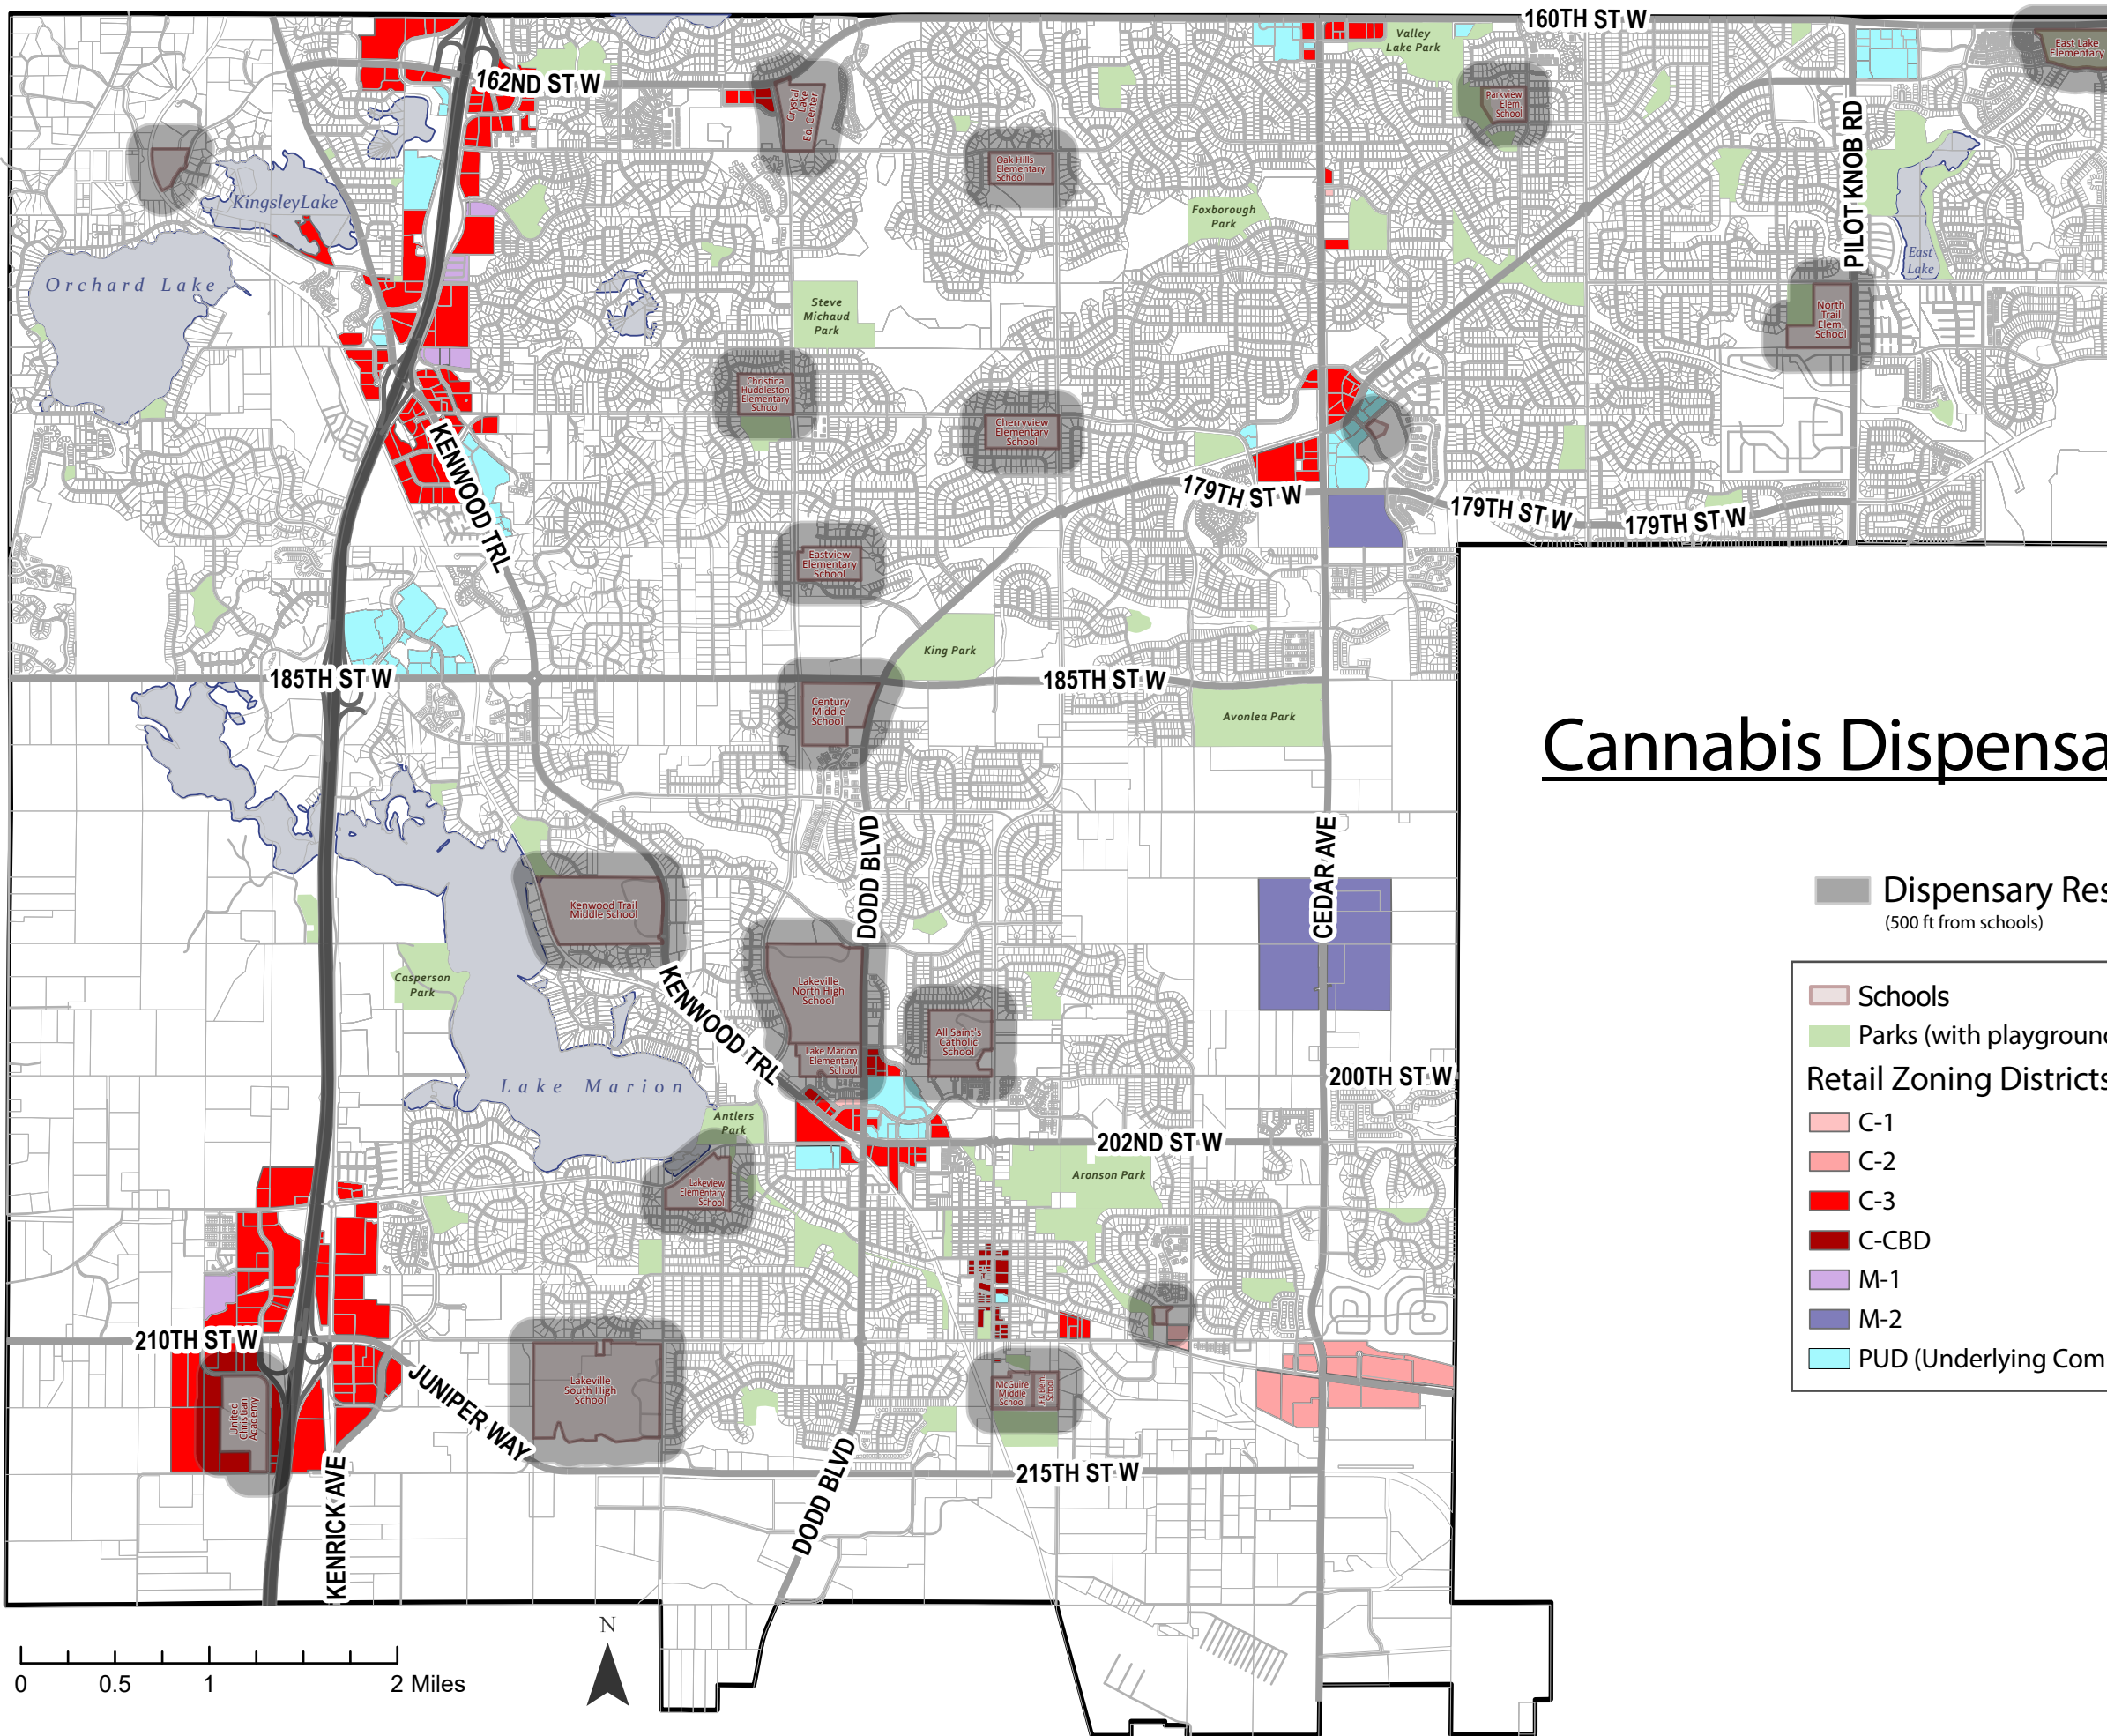 160TH ST W
Valley
Lake Park
East Lake
Elementary
162ND ST W
Crystal
Lake
Ed. Center
Parkview
Elem.
School
PILOT KNOB RD
Oak Hills
Elementary
School
KingsleyLake
Foxborough
Park
East
Lake
Orchard Lake
Steve
Michaud
Park
North
Trail
Elem.
School
Christina
Huddleston
Elementary
School
Cherryview
Elementary
School
KENWOOD TRL
179TH ST W
179TH ST W
179TH ST W
Eastview
Elementary
School
King Park
185TH ST W
185TH ST W
Century
Middle
School
Avonlea Park
Cannabis Dispensa
DODD BLVD
CEDAR AVE
Kenwood Trail
Middle School
Dispensary Res
(500 ft from schools)
Casperson
Park
KENWOOD TRL
Lakeville
North High
School
All Saint's
Catholic
School
Lake Marion
Elementary
School
Schools
Parks (with playground
Retail Zoning Districts
C-1
C-2
C-3
C-CBD
M-1
M-2
PUD (Underlying Com
200TH ST W
Lake Marion
Antlers
Park
202ND ST W
Aronson Park
Lakeview
Elementary
School
210TH ST W
JUNIPER WAY
Lakeville
South High
School
McGuire
Middle
School
United
Christian
Academy
KENRICK AVE
DODD BLVD
215TH ST W
N
0 0.5 1 2 Miles